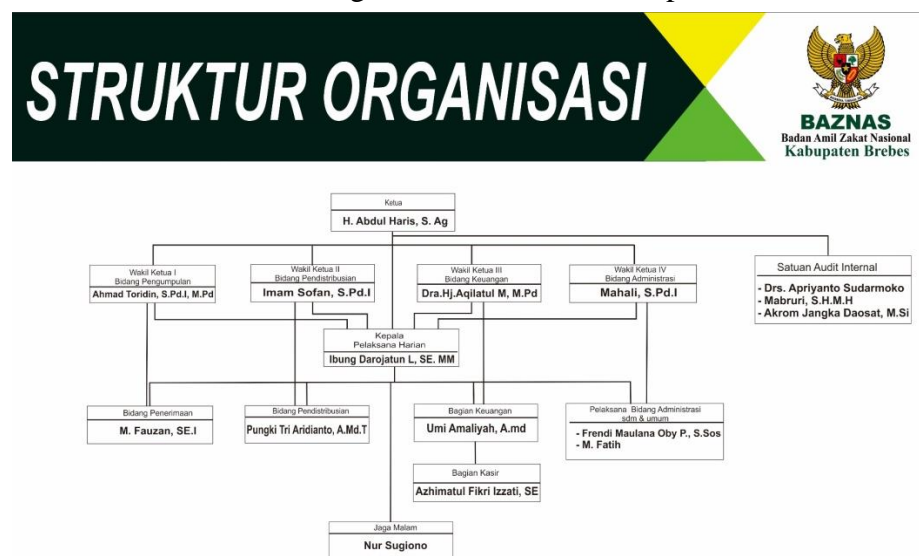 STRUKTUR ORGANISASI
BAZNAS
Badan Amil Zakat Nasional
Kabupaten Brebes
Ketua
H. Abdul Haris, S. Ag
Wakil Ketua I
Bidang Pengumpulan
Ahmad Toridin, S.Pd.I, M.Pd
Wakil Ketua II
Bidang Pendistribusian
Imam Sofan, S.Pd.I
Wakil Ketua III
Bidang Keuangan
Dra.Hj.Aqilatul M, M.Pd
Wakil Ketua IV
Bidang Administrasi
Mahali, S.Pd.I
Satuan Audit Internal
- Drs. Apriyanto Sudarmoko
- Mabruri, S.H.M.H
- Akrom Jangka Daosat, M.Si
Kepala
Pelaksana Harian
Ibung Darojatun L, SE. MM
Bidang Penerimaan
M. Fauzan, SE.I
Bidang Pendistribusian
Pungki Tri Aridianto, A.Md.T
Bagian Keuangan
Umi Amaliyah, A.md
Pelaksana Bidang Administrasi
sdm & umum
- Frendi Maulana Oby P., S.Sos
- M. Fatih
Bagian Kasir
Azhimatul Fikri Izzati, SE
Jaga Malam
Nur Sugiono